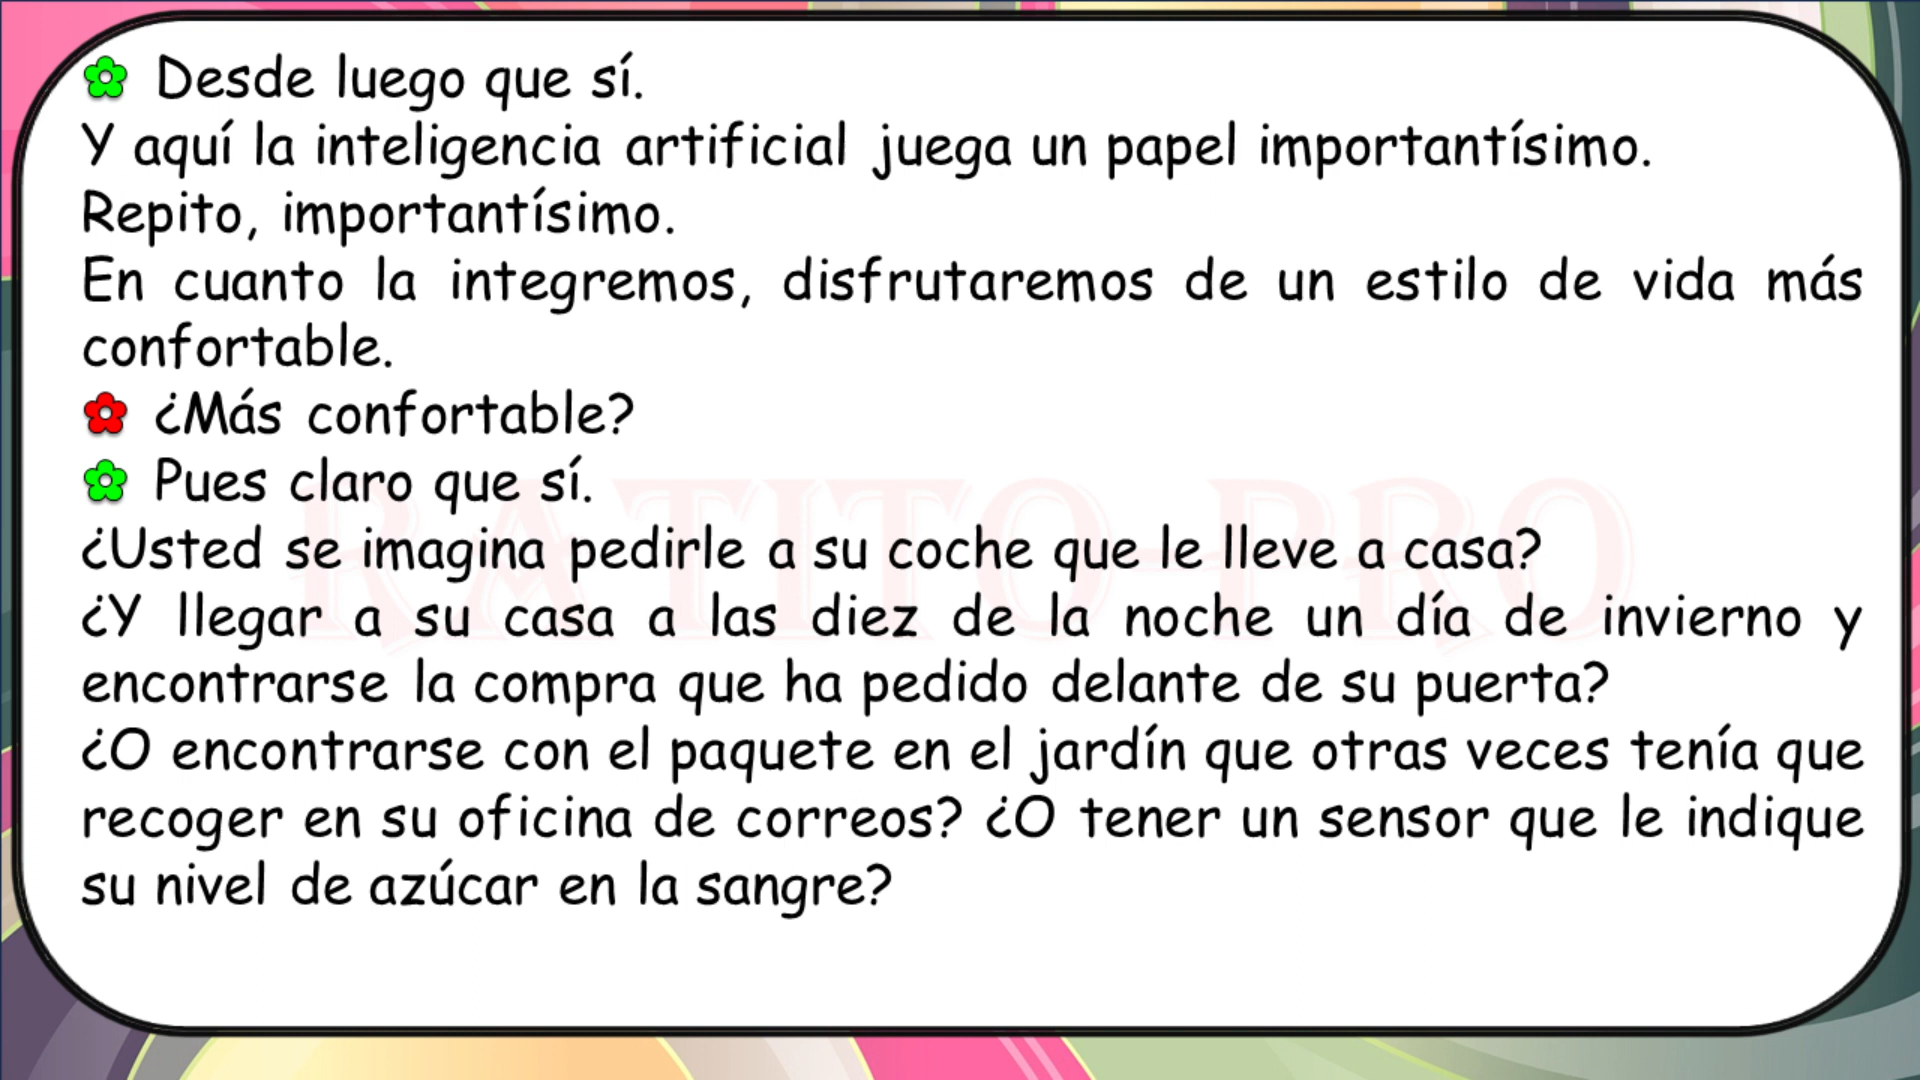 Desde luego que sí.
Y aquí la inteligencia artificial juega un papel importantísimo.
Repito, importantísimo.
En cuanto la integremos, disfrutaremos de un estilo de vida más
confortable.
¿Más confortable?
Pues claro que sí.
¿Usted se imagina pedirle a su coche que le lleve a casa?
¿Y llegar a su casa a las diez de la noche un día de invierno y
encontrarse la compra que ha pedido delante de su puerta?
¿O encontrarse con el paquete en el jardín que otras veces tenía que
recoger en su oficina de correos? ¿O tener un sensor que le indique
su nivel de azúcar en la sangre?
RATITO-PRO